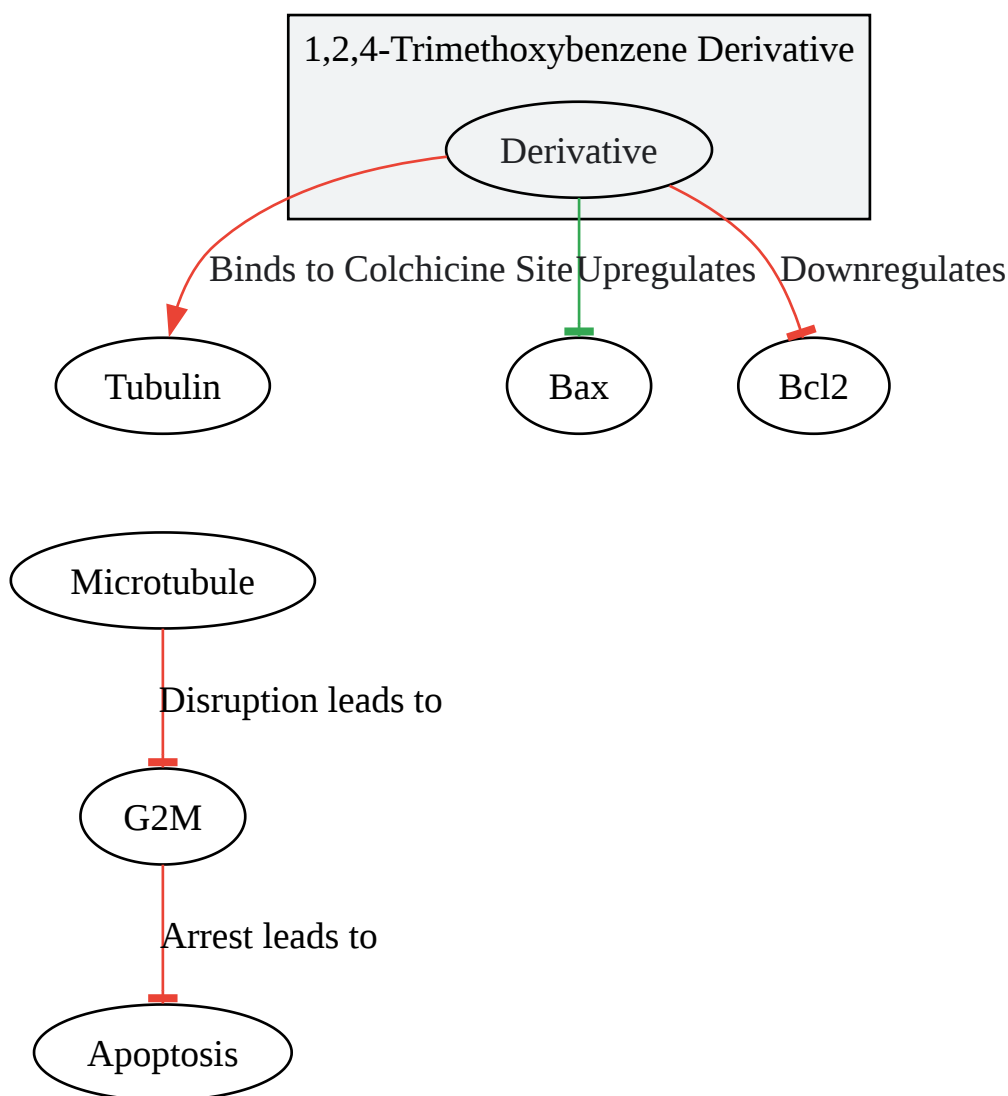 1,2,4-Trimethoxybenzene Derivative
Derivative
Binds to Colchicine Site
Upregulates
Downregulates
Tubulin
Bax
Bcl2
Microtubule
Disruption leads to
G2M
Arrest leads to
Apoptosis